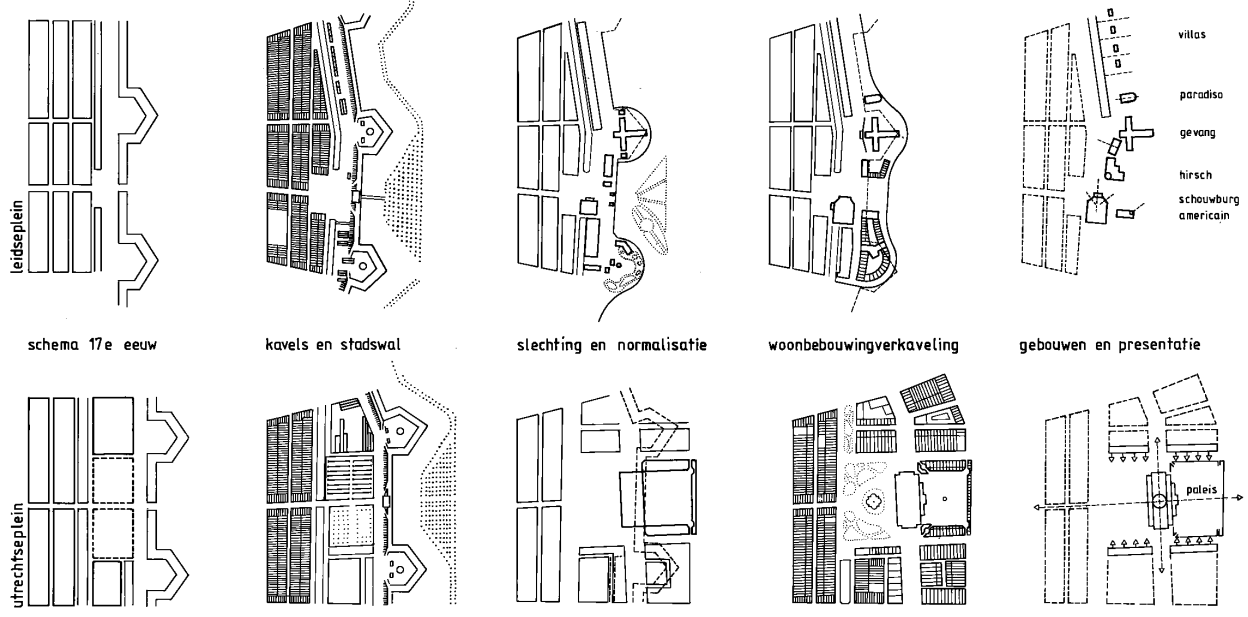 leidseplein
villas
paradiso
gevang
hirsch
schouwburg
americain
schema 17e eeuw
kavels en stadswal
slechting en normalisatie
woonbebouwingverkaveling
gebouwen en presentatie
utrechtseplein
paleis